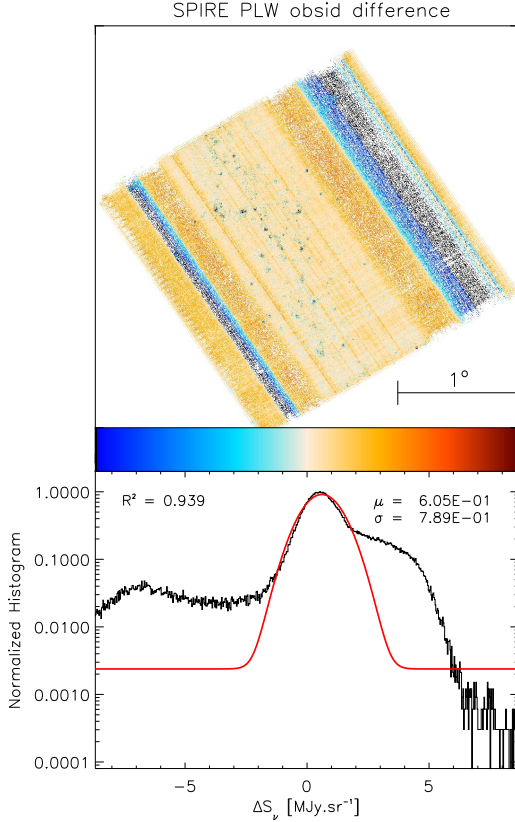 SPIRE PLW obsid difference
1°
R² = 0.939
μ = 6.05E-01
σ = 7.89E-01
Normalized Histogram
1.0000
0.1000
0.0100
0.0010
0.0001
−5 0 5
ΔSν [MJy.sr⁻¹]